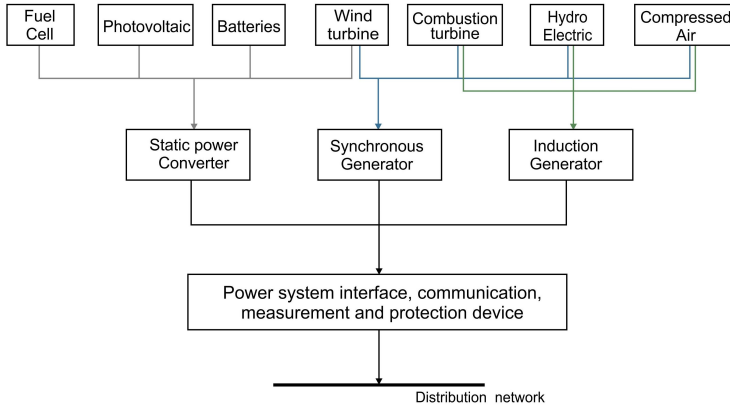 Fuel
Cell
Photovoltaic
Batteries
Wind
turbine
Combustion
turbine
Hydro
Electric
Compressed
Air
Static power
Converter
Synchronous
Generator
Induction
Generator
Power system interface, communication,
measurement and protection device
Distribution network